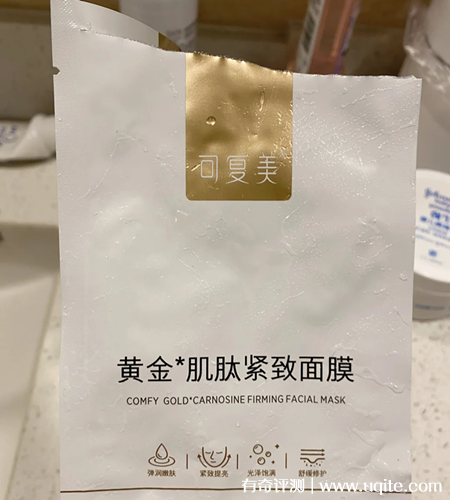 可复美
黄金*肌肽紧致面膜
COMFY GOLD*CARNOSINE FIRMING FACIAL MASK
弹润嫩肤 紧致提亮 光泽饱满 舒缓修护
有奇评测 | www.uqite.com